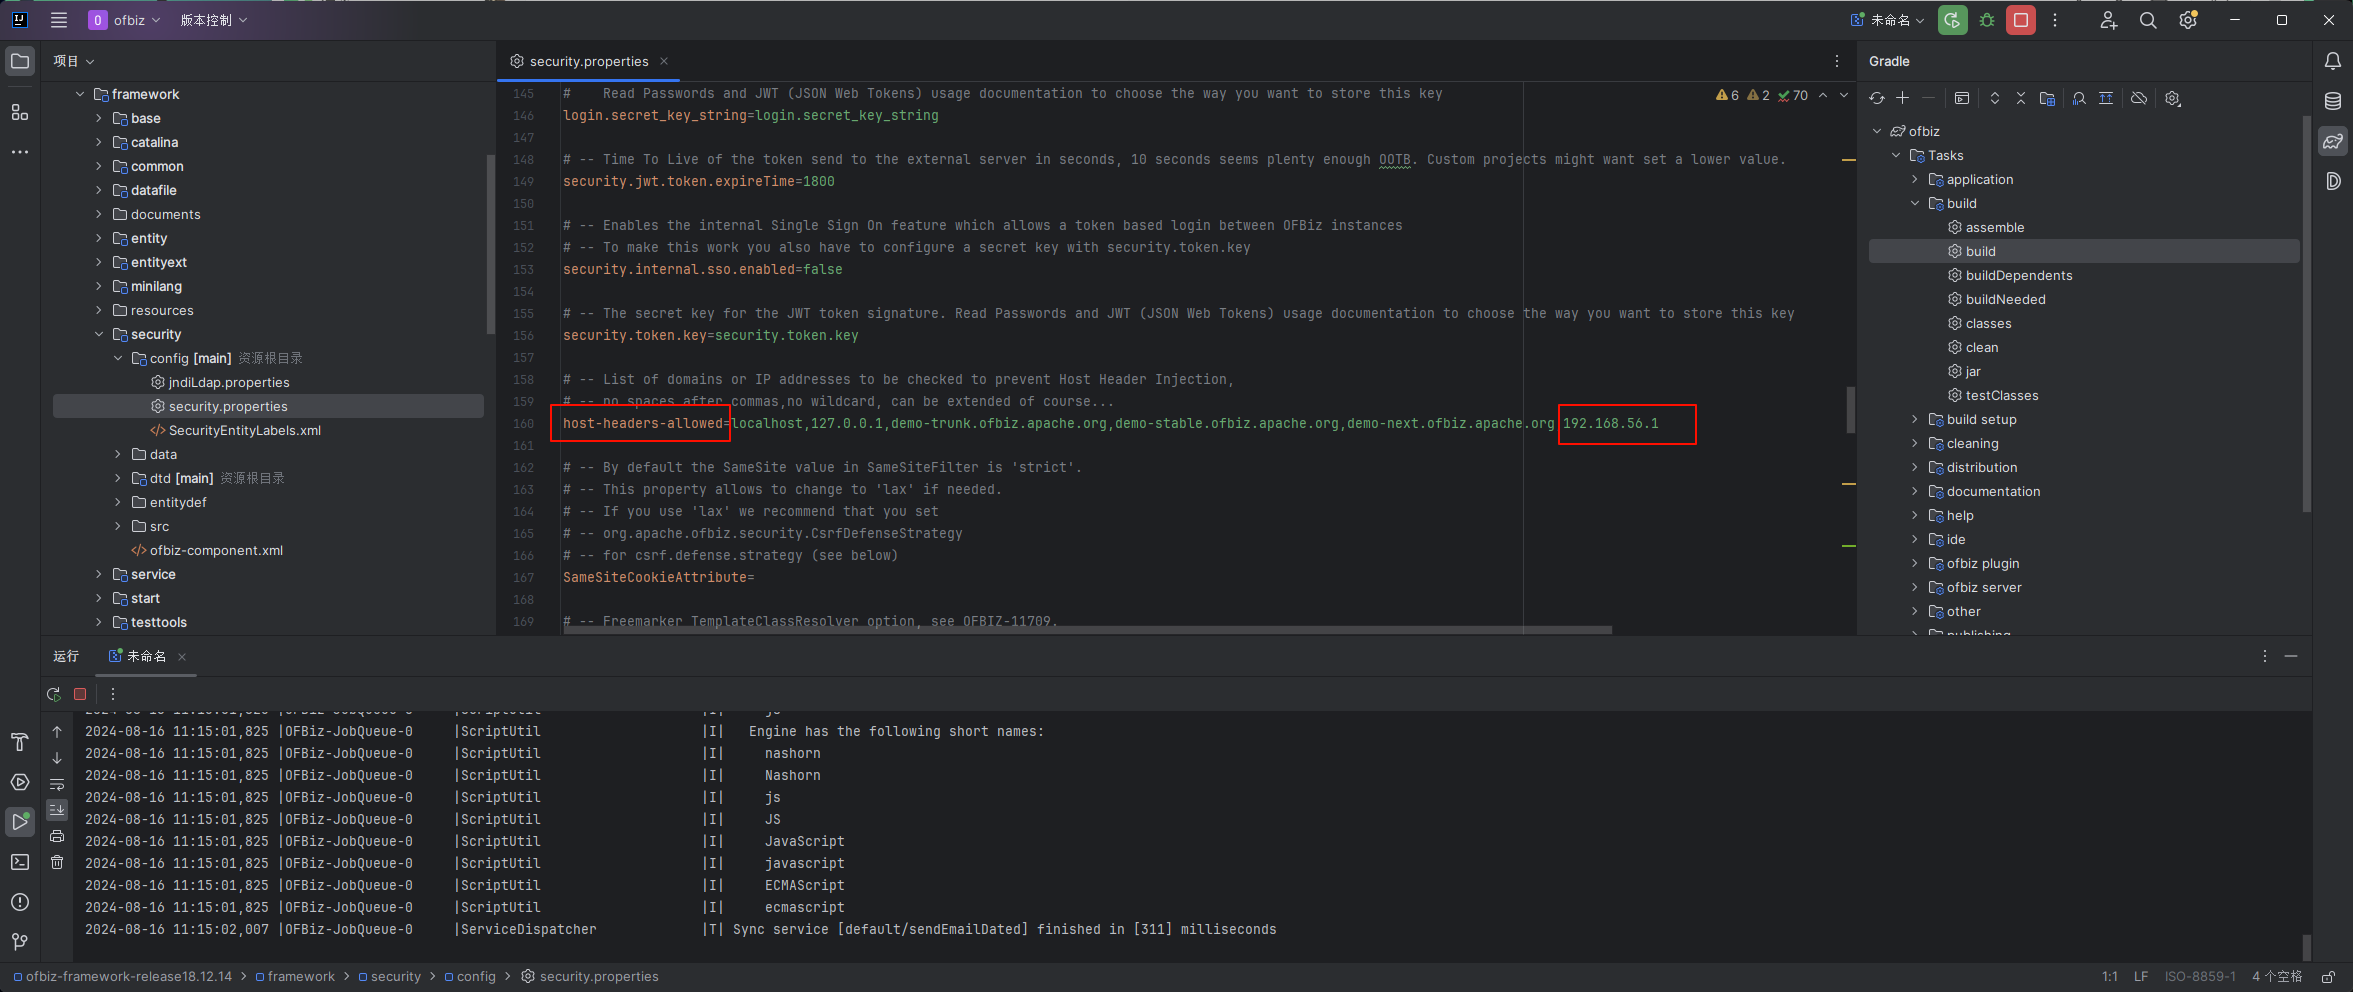 ofbiz 版本控制 未命名
项目
framework
base
catalina
common
datafile
documents
entity
entityext
minilang
resources
security
config [main] 资源根目录
jndiLdap.properties
security.properties
SecurityEntityLabels.xml
data
dtd [main] 资源根目录
entitydef
src
ofbiz-component.xml
service
start
testtools
security.properties
6 2 70
145 #    Read Passwords and JWT (JSON Web Tokens) usage documentation to choose the way you want to store this key
146 login.secret_key_string=login.secret_key_string
147
148 # -- Time To Live of the token send to the external server in seconds, 10 seconds seems plenty enough OOTB. Custom projects might want set a lower value.
149 security.jwt.token.expireTime=1800
150
151 # -- Enables the internal Single Sign On feature which allows a token based login between OFBiz instances
152 # -- To make this work you also have to configure a secret key with security.token.key
153 security.internal.sso.enabled=false
154
155 # -- The secret key for the JWT token signature. Read Passwords and JWT (JSON Web Tokens) usage documentation to choose the way you want to store this key
156 security.token.key=security.token.key
157
158 # -- List of domains or IP addresses to be checked to prevent Host Header Injection,
159 # -- no spaces after commas,no wildcard, can be extended of course...
160 host-headers-allowed=localhost,127.0.0.1,demo-trunk.ofbiz.apache.org,demo-stable.ofbiz.apache.org,demo-next.ofbiz.apache.org 192.168.56.1
161
162 # -- By default the SameSite value in SameSiteFilter is 'strict'.
163 # -- This property allows to change to 'lax' if needed.
164 # -- If you use 'lax' we recommend that you set
165 # -- org.apache.ofbiz.security.CsrfDefenseStrategy
166 # -- for csrf.defense.strategy (see below)
167 SameSiteCookieAttribute=
168
169 # -- Freemarker TemplateClassResolver option, see OFBIZ-11709.
Gradle
ofbiz
Tasks
application
build
assemble
build
buildDependents
buildNeeded
classes
clean
jar
testClasses
build setup
cleaning
distribution
documentation
help
ide
ofbiz plugin
ofbiz server
other
publishing
运行 未命名
2024-08-16 11:15:01,825 |OFBiz-JobQueue-0 |ScriptUtil |I| Engine has the following short names:
2024-08-16 11:15:01,825 |OFBiz-JobQueue-0 |ScriptUtil |I| nashorn
2024-08-16 11:15:01,825 |OFBiz-JobQueue-0 |ScriptUtil |I| Nashorn
2024-08-16 11:15:01,825 |OFBiz-JobQueue-0 |ScriptUtil |I| js
2024-08-16 11:15:01,825 |OFBiz-JobQueue-0 |ScriptUtil |I| JS
2024-08-16 11:15:01,825 |OFBiz-JobQueue-0 |ScriptUtil |I| JavaScript
2024-08-16 11:15:01,825 |OFBiz-JobQueue-0 |ScriptUtil |I| javascript
2024-08-16 11:15:01,825 |OFBiz-JobQueue-0 |ScriptUtil |I| ECMAScript
2024-08-16 11:15:01,825 |OFBiz-JobQueue-0 |ScriptUtil |I| ecmascript
2024-08-16 11:15:02,007 |OFBiz-JobQueue-0 |ServiceDispatcher |T| Sync service [default/sendEmailDated] finished in [311] milliseconds
ofbiz-framework-release18.12.14 > framework > security > config > security.properties 1:1 LF ISO-8859-1 4 个空格